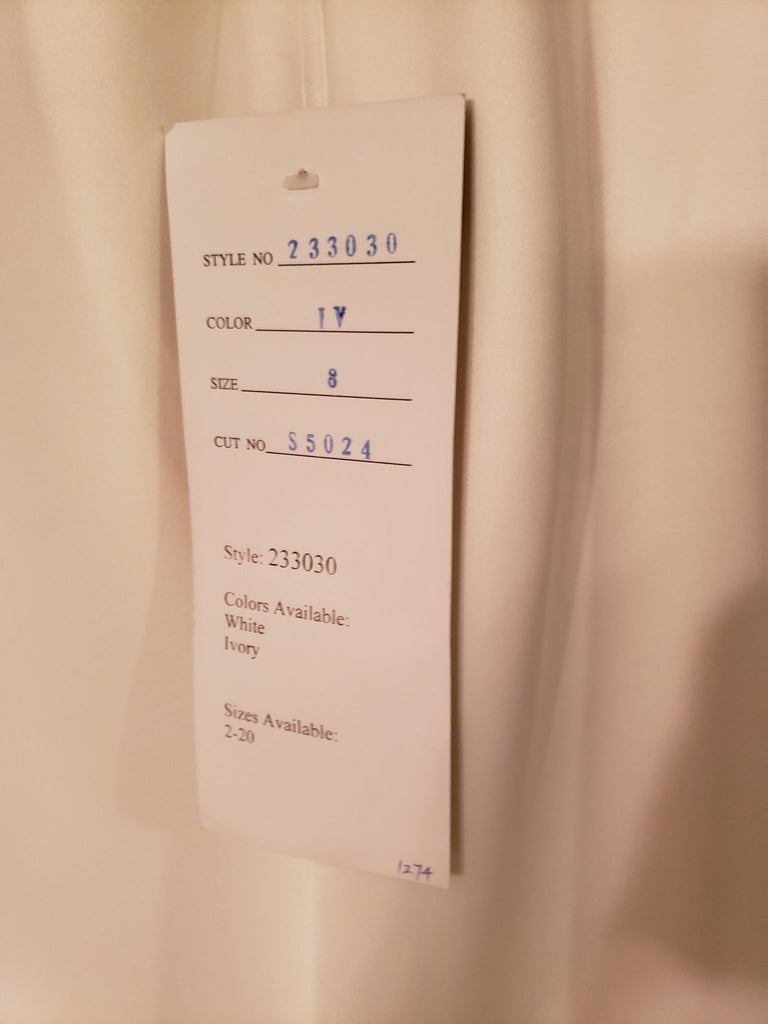 STYLE NO 233030
COLOR IV
SIZE 8
CUT NO S5024
Style: 233030
Colors Available:
White
Ivory
Sizes Available:
2-20
1274